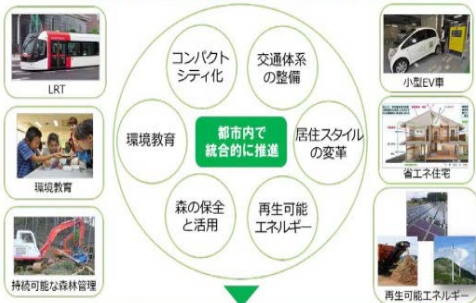 コンパクト
シティ化
交通体系
の整備
LRT
小型EV車
環境教育
都市内で
統合的に推進
居住スタイル
の変革
環境教育
省エネ住宅
森の保全
と活用
再生可能
エネルギー
持続可能な森林管理
再生可能エネルギー